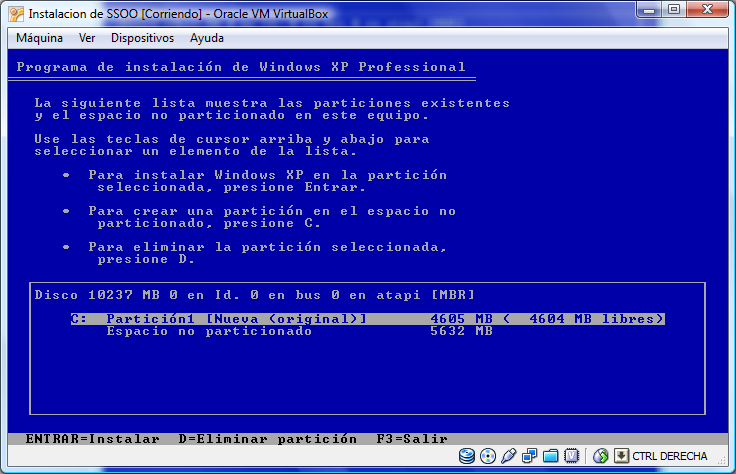 Instalacion de SSOO [Corriendo] - Oracle VM VirtualBox
Máquina Ver Dispositivos Ayuda
Programa de instalación de Windows XP Professional
La siguiente lista muestra las particiones existentes
y el espacio no particionado en este equipo.
Use las teclas de cursor arriba y abajo para
seleccionar un elemento de la lista.
• Para instalar Windows XP en la partición
seleccionada, presione Entrar.
• Para crear una partición en el espacio no
particionado, presione C.
• Para eliminar la partición seleccionada,
presione D.
Disco 10237 MB 0 en Id. 0 en bus 0 en atapi [MBR]
C: Partición1 [Nueva (original)] 4605 MB ( 4604 MB libres)
Espacio no particionado 5632 MB
ENTRAR=Instalar D=Eliminar partición F3=Salir
CTRL DERECHA